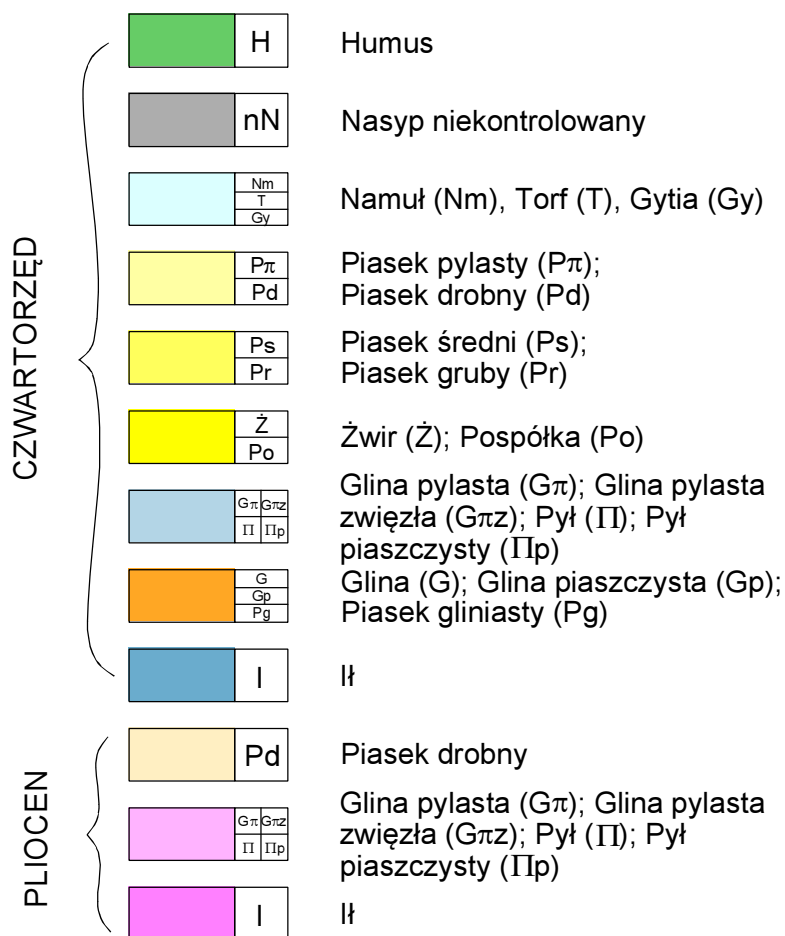 CZWARTORZĘD
H
Humus
nN
Nasyp niekontrolowany
Nm
T
Gy
Namuł (Nm), Torf (T), Gytia (Gy)
Pπ
Pd
Piasek pylasty (Pπ);
Piasek drobny (Pd)
Ps
Pr
Piasek średni (Ps);
Piasek gruby (Pr)
Ż
Po
Żwir (Ż); Pospółka (Po)
Gπ Gπz
Π Πp
Glina pylasta (Gπ); Glina pylasta
zwięzła (Gπz); Pył (Π); Pył
piaszczysty (Πp)
G
Gp
Pg
Glina (G); Glina piaszczysta (Gp);
Piasek gliniasty (Pg)
I
Ił
PLIOCEN
Pd
Piasek drobny
Gπ Gπz
Π Πp
Glina pylasta (Gπ); Glina pylasta
zwięzła (Gπz); Pył (Π); Pył
piaszczysty (Πp)
I
Ił